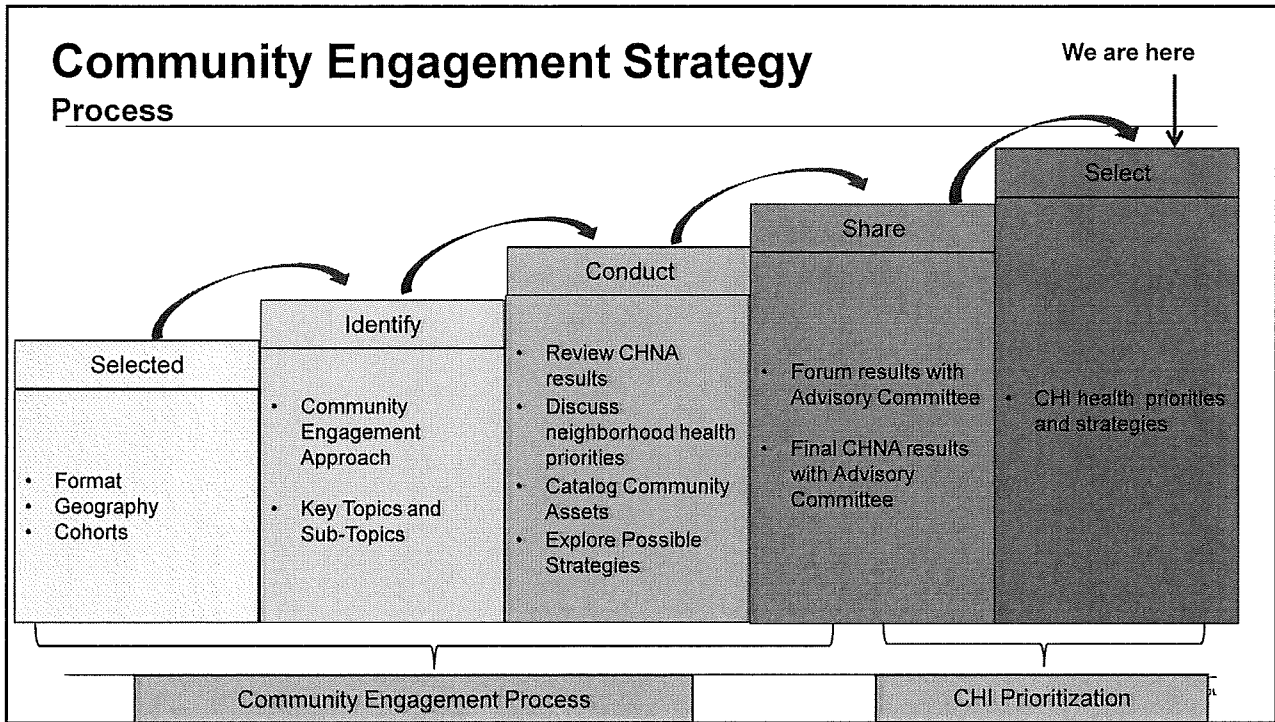 Community Engagement Strategy
Process
We are here
Selected
• Format
• Geography
• Cohorts
Identify
• Community
Engagement
Approach
• Key Topics and
Sub-Topics
Conduct
• Review CHNA
results
• Discuss
neighborhood health
priorities
• Catalog Community
Assets
• Explore Possible
Strategies
Share
• Forum results with
Advisory Committee
• Final CHNA results
with Advisory
Committee
Select
• CHI health priorities
and strategies
Community Engagement Process
CHI Prioritization